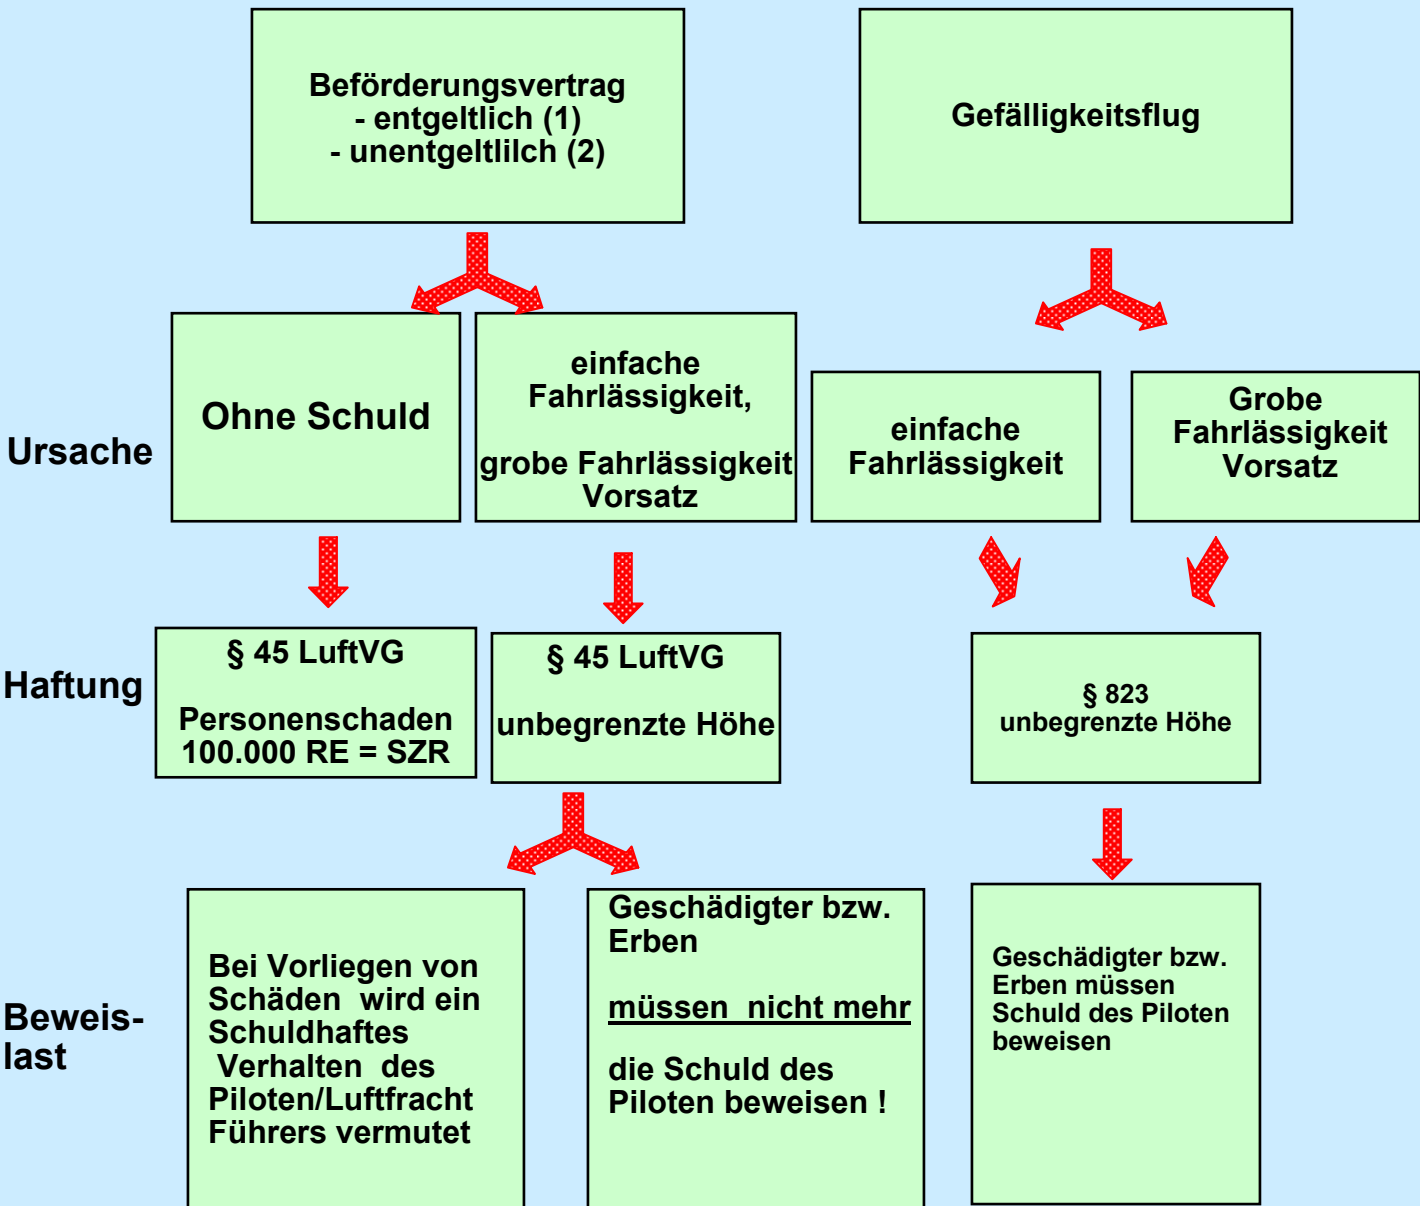 Beförderungsvertrag
- entgeltlich (1)
- unentgeltlilch (2)
Gefälligkeitsflug
Ursache
Ohne Schuld
einfache
Fahrlässigkeit,
grobe Fahrlässigkeit
Vorsatz
einfache
Fahrlässigkeit
Grobe
Fahrlässigkeit
Vorsatz
Haftung
§ 45 LuftVG
Personenschaden
100.000 RE = SZR
§ 45 LuftVG
unbegrenzte Höhe
§ 823
unbegrenzte Höhe
Beweis-
last
Bei Vorliegen von
Schäden wird ein
Schuldhaftes
Verhalten des
Piloten/Luftfracht
Führers vermutet
Geschädigter bzw.
Erben
müssen nicht mehr
die Schuld des
Piloten beweisen !
Geschädigter bzw.
Erben müssen
Schuld des Piloten
beweisen